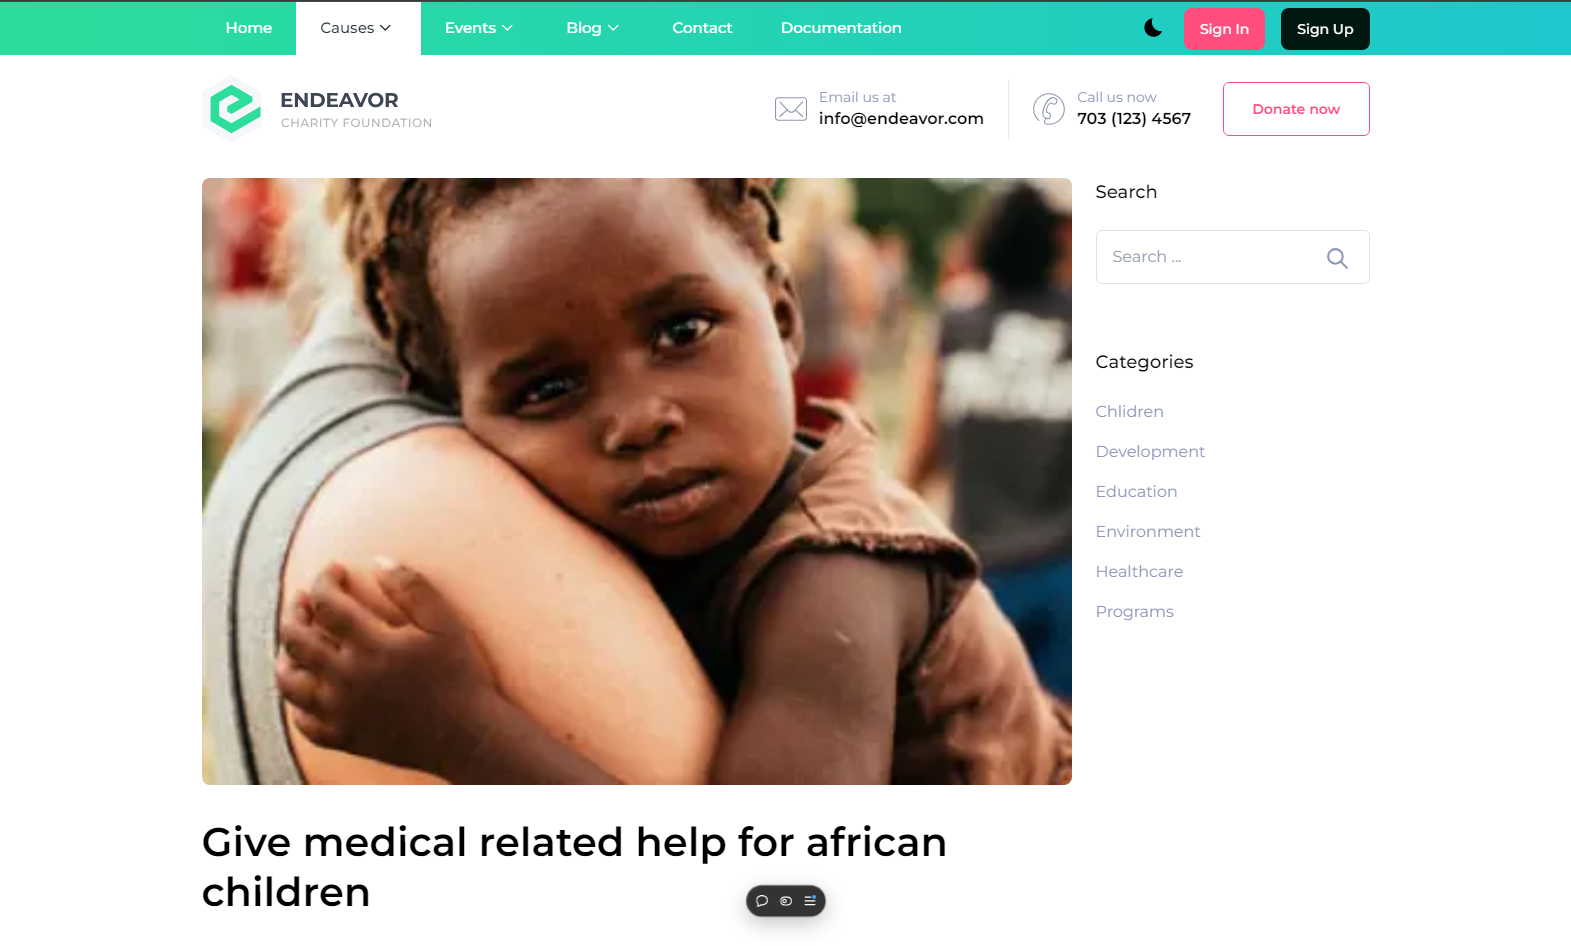 Home Causes Events Blog Contact Documentation Sign In Sign Up
ENDEAVOR
CHARITY FOUNDATION
Email us at
info@endeavor.com
Call us now
703 (123) 4567
Donate now
Search
Search ...
Categories
Chlidren
Development
Education
Environment
Healthcare
Programs
Give medical related help for african
children